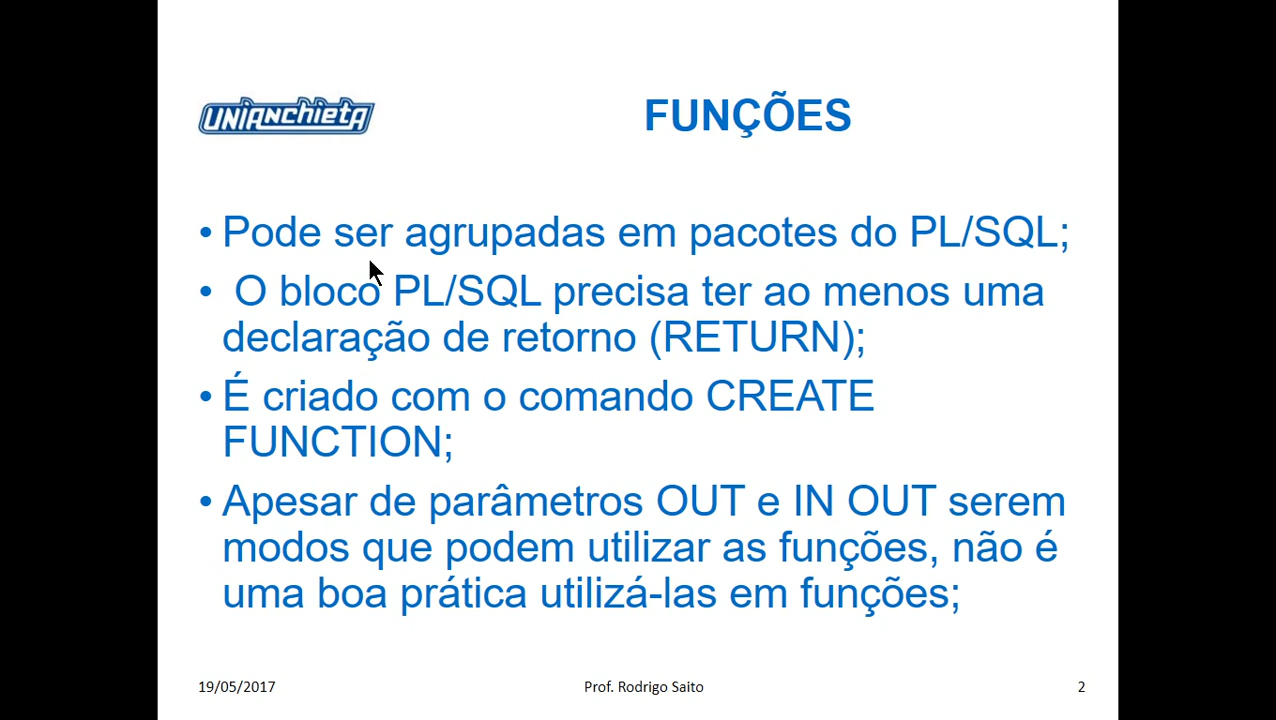 UNIANCHIETA
FUNÇÕES
• Pode ser agrupadas em pacotes do PL/SQL;
• O bloco PL/SQL precisa ter ao menos uma
declaração de retorno (RETURN);
• É criado com o comando CREATE
FUNCTION;
• Apesar de parâmetros OUT e IN OUT serem
modos que podem utilizar as funções, não é
uma boa prática utilizá-las em funções;
19/05/2017
Prof. Rodrigo Saito
2